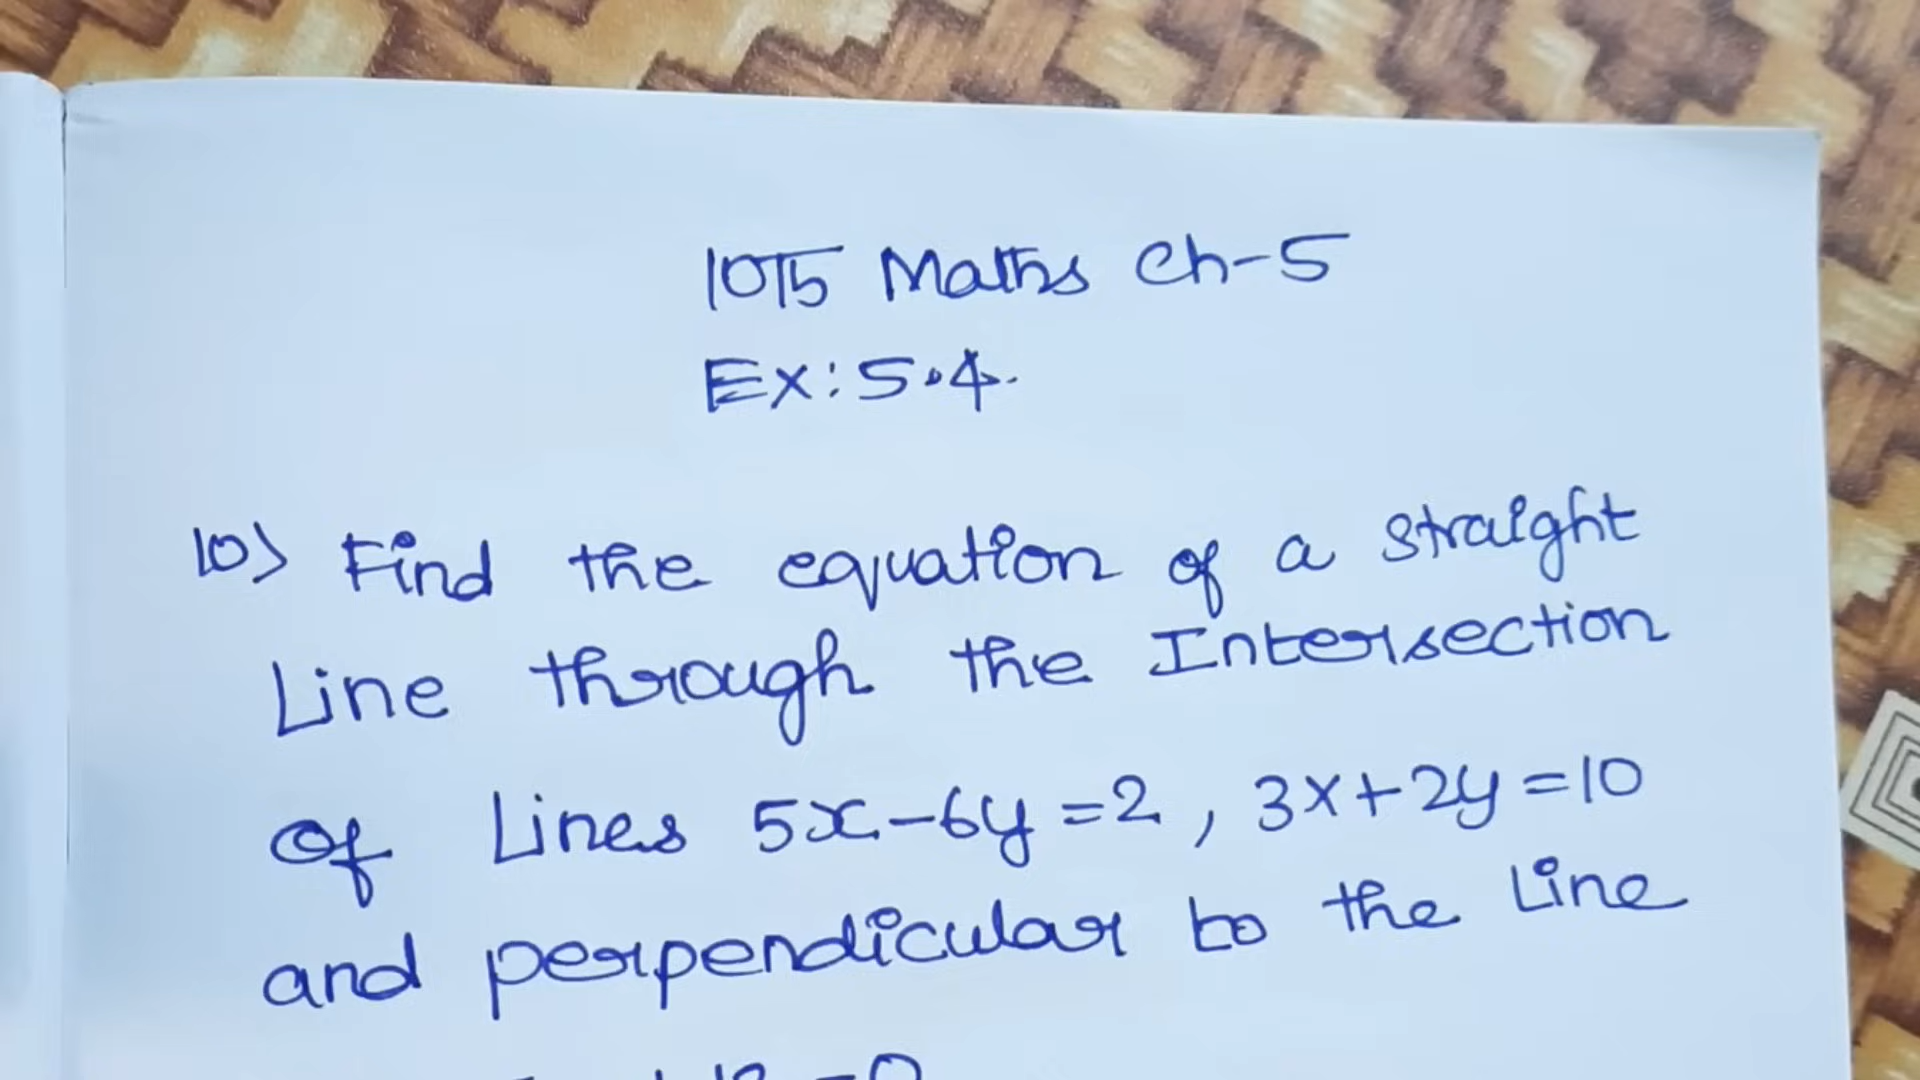 10th Maths Ch-5
Ex: 5.4.
10) Find the equation of a straight
Line through the Intersection
of Lines 5x-6y=2, 3x+2y=10
and perpendicular to the Line